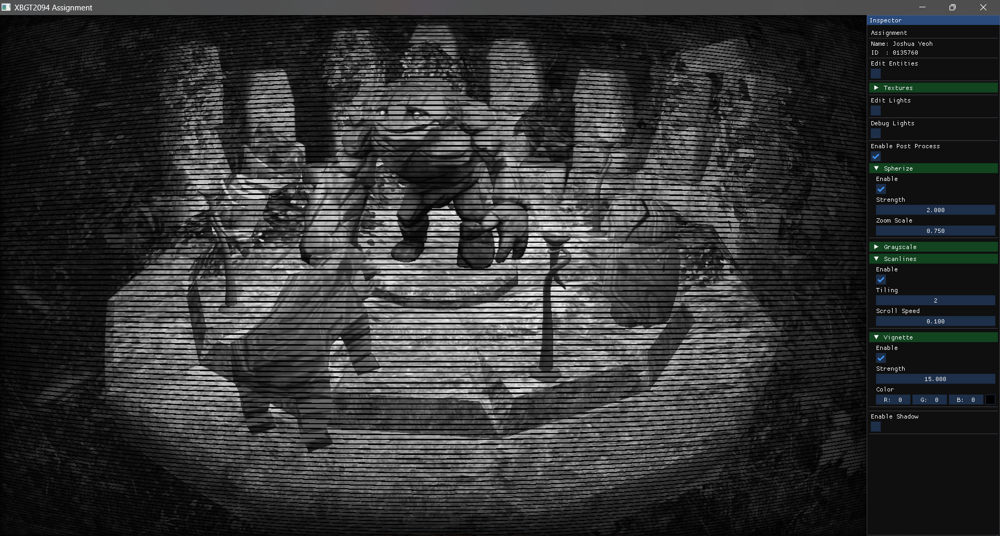 XBGT2094 Assignment
Inspector
Assignment
Name: Joshua Yeoh
ID : 0135760
Edit Entities
Textures
Edit Lights
Debug Lights
Enable Post Process
Spherize
Enable
Strength
2.000
Zoom Scale
0.750
Grayscale
Scanlines
Enable
Tiling
2
Scroll Speed
0.100
Vignette
Enable
Strength
15.000
Color
R: 0 G: 0 B: 0
Enable Shadow